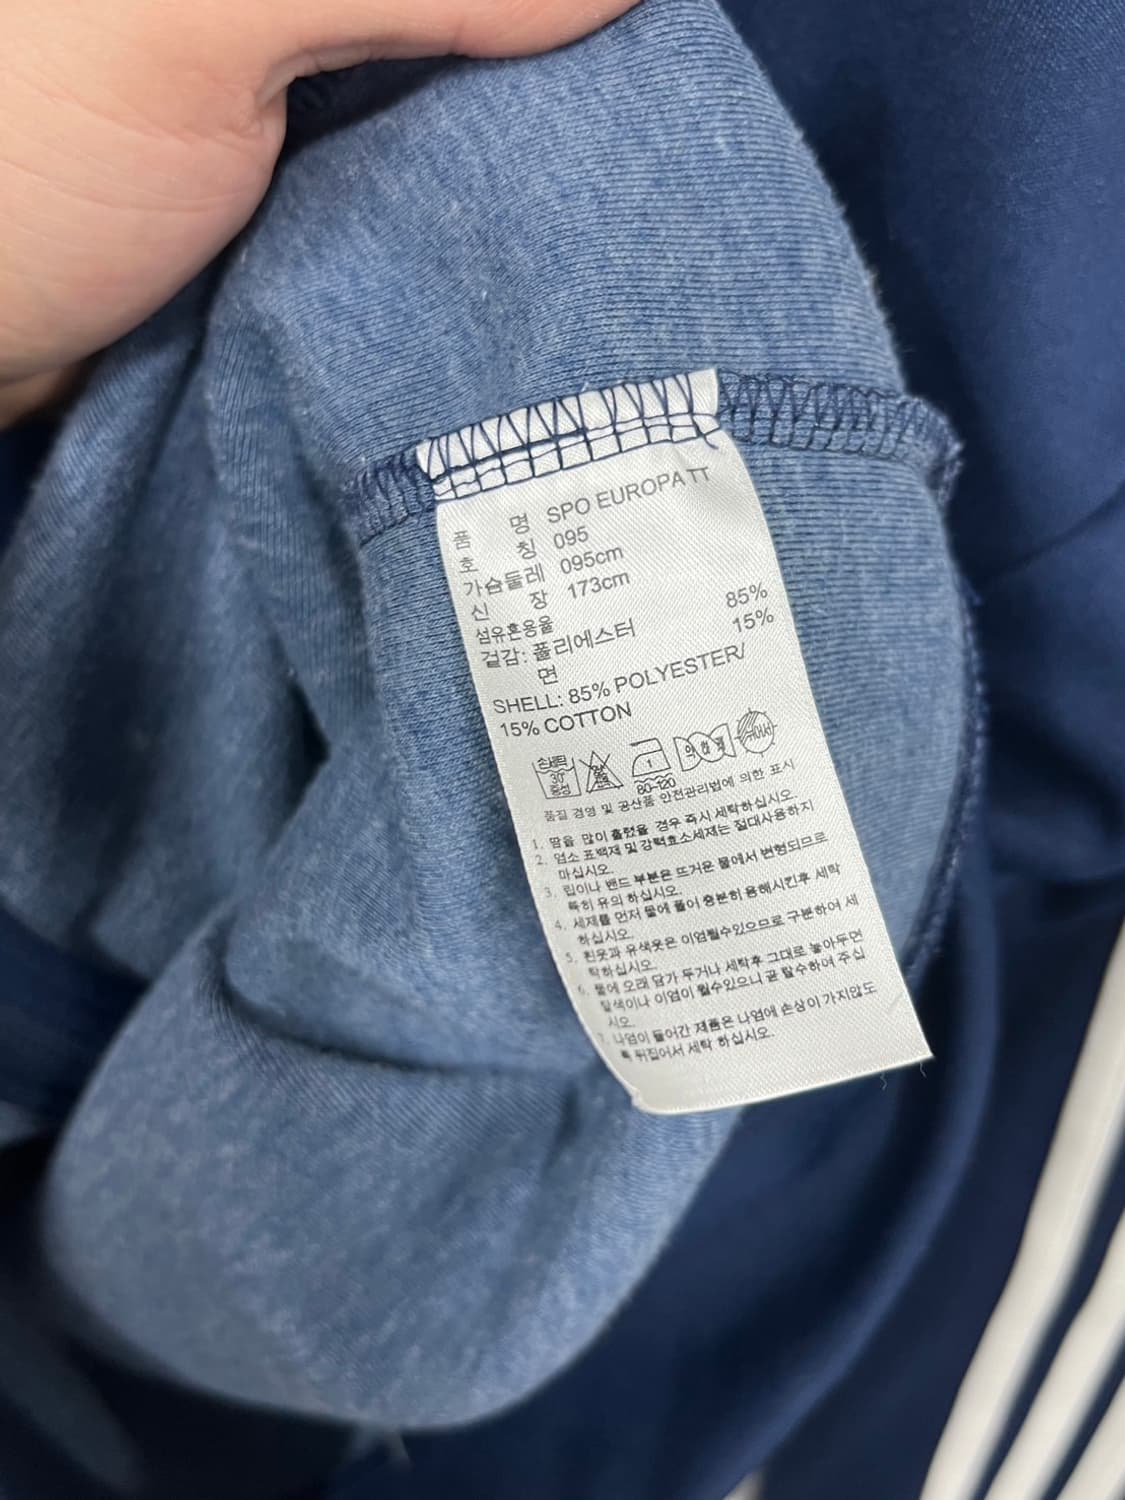 품 명 SPO EUROPA TT
호 칭 095
가슴둘레 095cm
신 장 173cm
섬유혼용율
겉감: 폴리에스터 85%
면 15%
SHELL: 85% POLYESTER/
15% COTTON
손세탁
30°
중성
1
80-120
품질 경영 및 공산품 안전관리법에 의한 표시
1. 땀을 많이 흘렸을 경우 즉시 세탁하십시오.
2. 염소 표백제 및 강력효소세제는 절대사용하지
마십시오.
3. 립이나 밴드 부분은 뜨거운 물에서 변형되므로
특히 유의 하십시오.
4. 세제를 먼저 물에 풀어 충분히 용해시킨후 세탁
하십시오.
5. 흰옷과 유색옷은 이염될수있으므로 구분하여 세
탁하십시오.
6. 물에 오래 담가 두거나 세탁후 그대로 놓아두면
탈색이나 이염이 될수있으니 곧 탈수하여 주십
시오.
7. 나염이 들어간 제품은 나염에 손상이 가지않도
록 뒤집어서 세탁 하십시오.